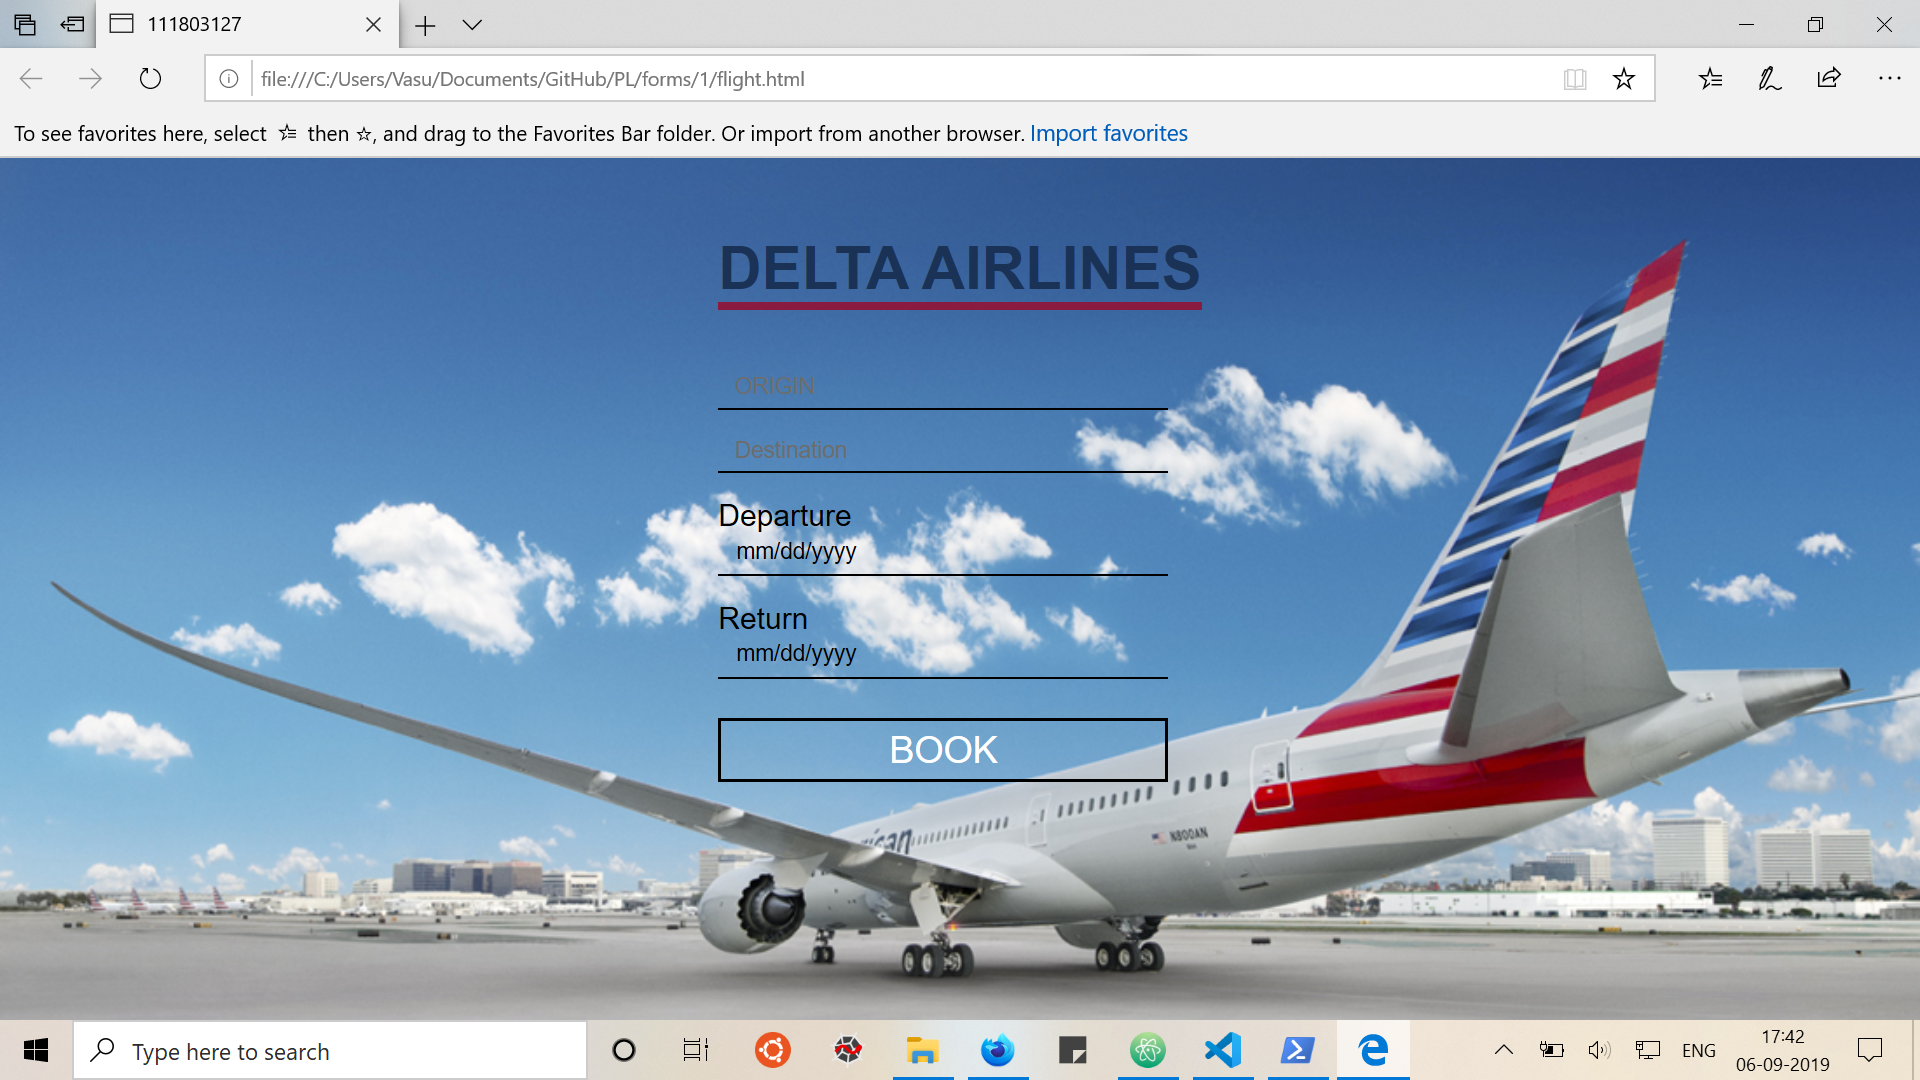 111803127
file:///C:/Users/Vasu/Documents/GitHub/PL/forms/1/flight.html
To see favorites here, select then , and drag to the Favorites Bar folder. Or import from another browser. Import favorites
DELTA AIRLINES
ORIGIN
Destination
Departure
mm/dd/yyyy
Return
mm/dd/yyyy
BOOK
N800AN
Type here to search
ENG
17:42
06-09-2019